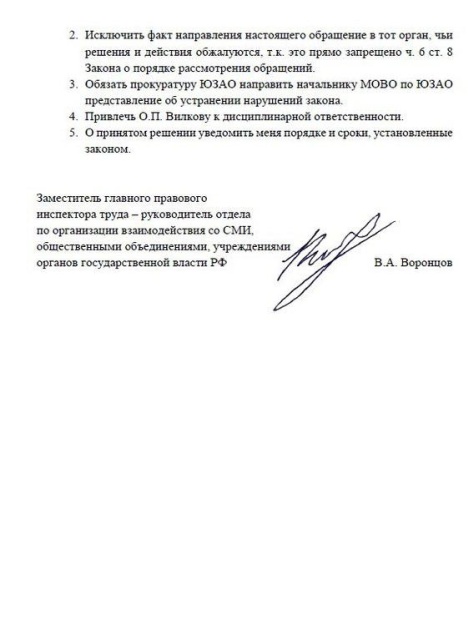 2. Исключить факт направления настоящего обращение в тот орган, чьи
решения и действия обжалуются, т.к. это прямо запрещено ч. 6 ст. 8
Закона о порядке рассмотрения обращений.
3. Обязать прокуратуру ЮЗАО направить начальнику МОВО по ЮЗАО
представление об устранении нарушений закона.
4. Привлечь О.П. Вилкову к дисциплинарной ответственности.
5. О принятом решении уведомить меня порядке и сроки, установленные
законом.
Заместитель главного правового
инспектора труда – руководитель отдела
по организации взаимодействия со СМИ,
общественными объединениями, учреждениями
органов государственной власти РФ В.А. Воронцов